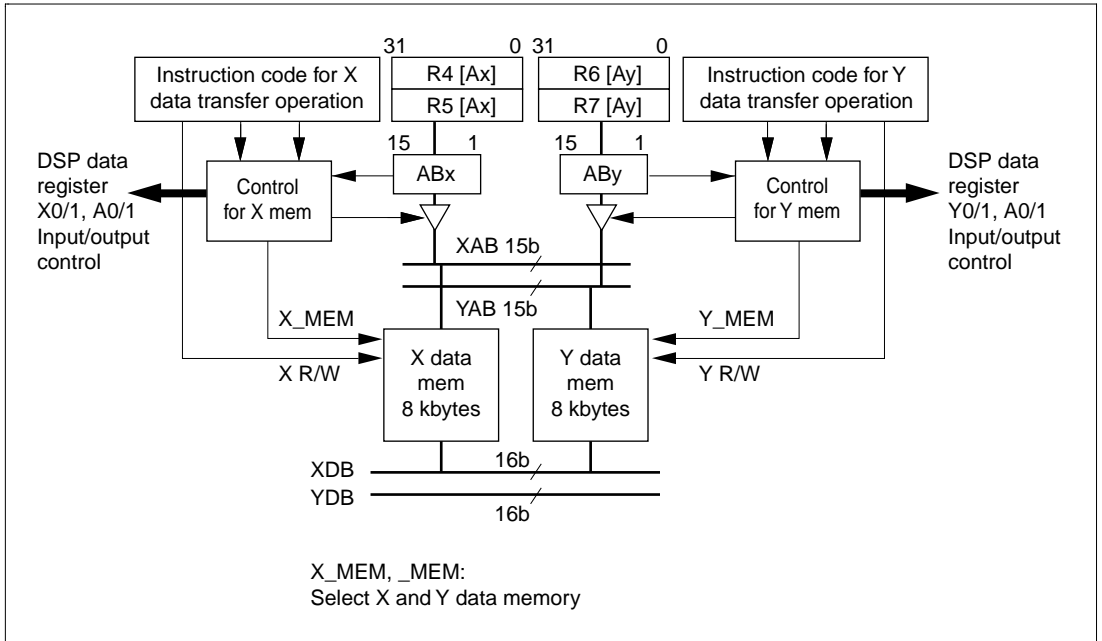 31 0 31 0
Instruction code for X
data transfer operation
R4 [Ax]
R5 [Ax]
R6 [Ay]
R7 [Ay]
Instruction code for Y
data transfer operation
15 1
15 1
DSP data
register
X0/1, A0/1
Input/output
control
Control
for X mem
ABx
ABy
Control
for Y mem
DSP data
register
Y0/1, A0/1
Input/output
control
XAB 15b
YAB 15b
X_MEM
Y_MEM
X R/W
Y R/W
X data
mem
8 kbytes
Y data
mem
8 kbytes
XDB
16b
YDB
16b
X_MEM, _MEM:
Select X and Y data memory